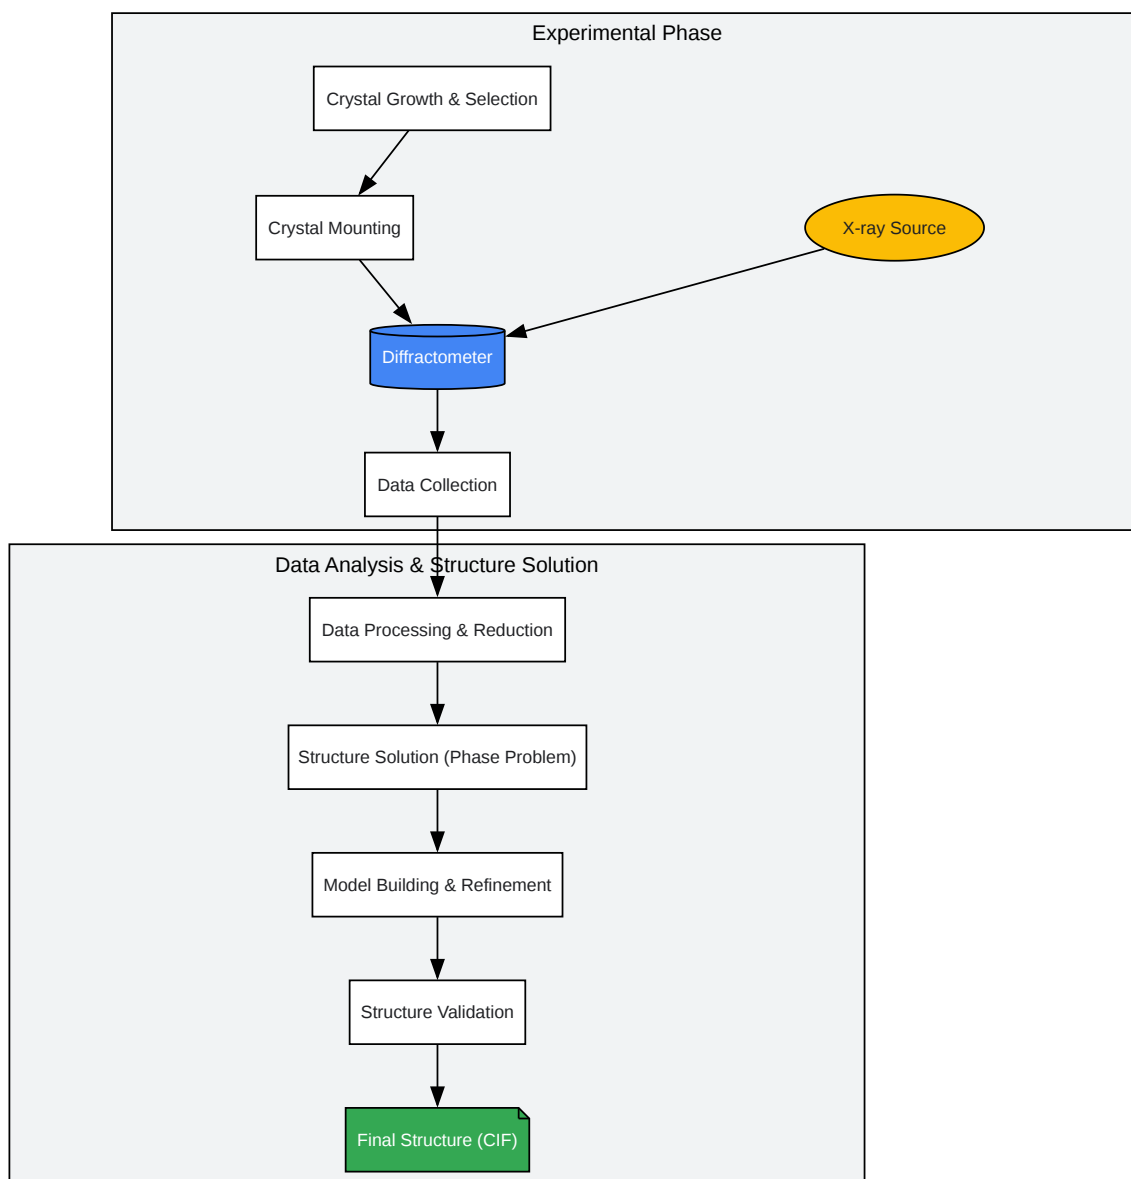 Experimental Phase
Crystal Growth & Selection
Crystal Mounting
X-ray Source
Diffractometer
Data Collection
Data Analysis & Structure Solution
Data Processing & Reduction
Structure Solution (Phase Problem)
Model Building & Refinement
Structure Validation
Final Structure (CIF)